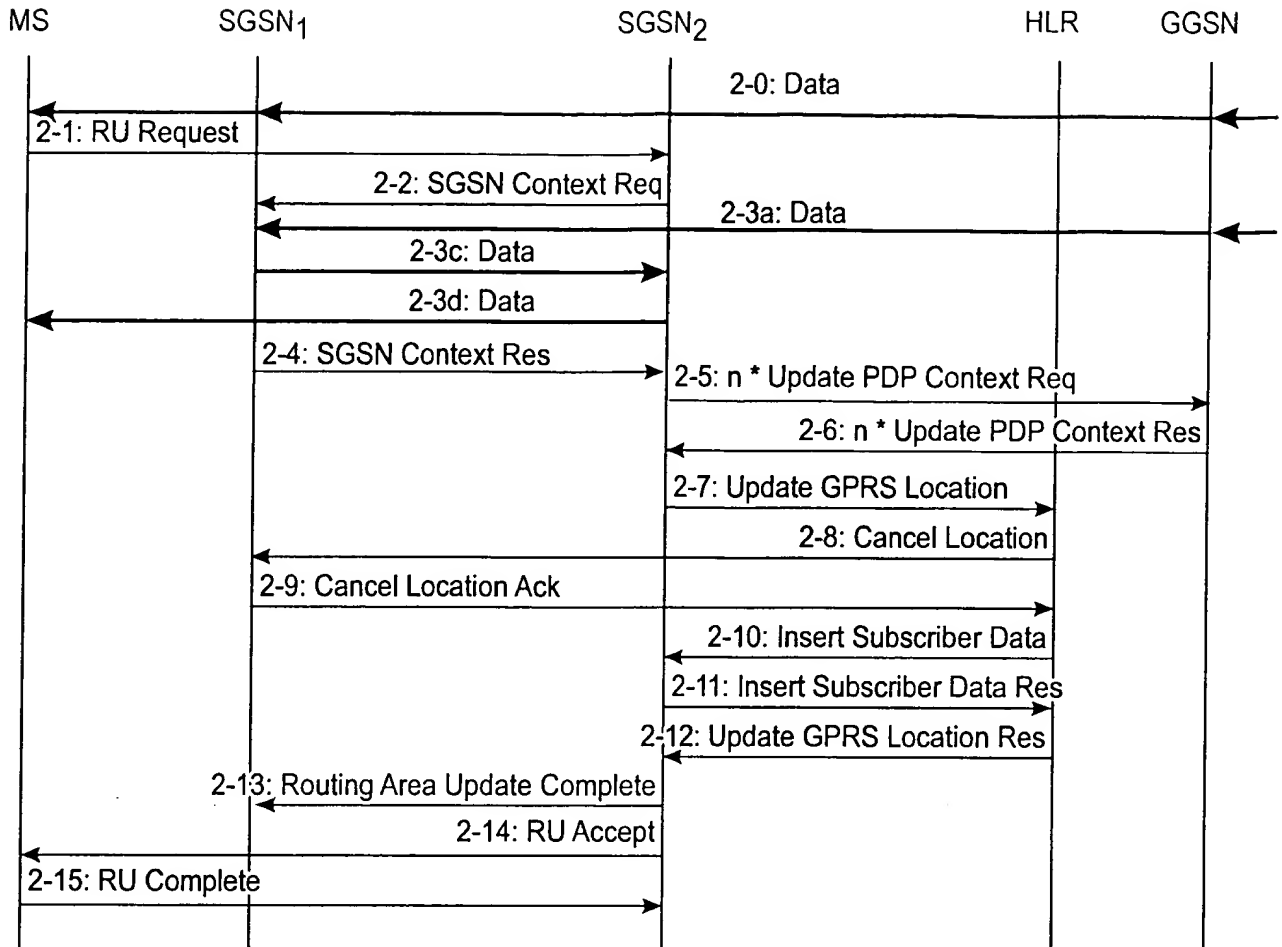 MS SGSN1 SGSN2 HLR GGSN
2-0: Data
2-1: RU Request
2-2: SGSN Context Req
2-3a: Data
2-3c: Data
2-3d: Data
2-4: SGSN Context Res
2-5: n * Update PDP Context Req
2-6: n * Update PDP Context Res
2-7: Update GPRS Location
2-8: Cancel Location
2-9: Cancel Location Ack
2-10: Insert Subscriber Data
2-11: Insert Subscriber Data Res
2-12: Update GPRS Location Res
2-13: Routing Area Update Complete
2-14: RU Accept
2-15: RU Complete